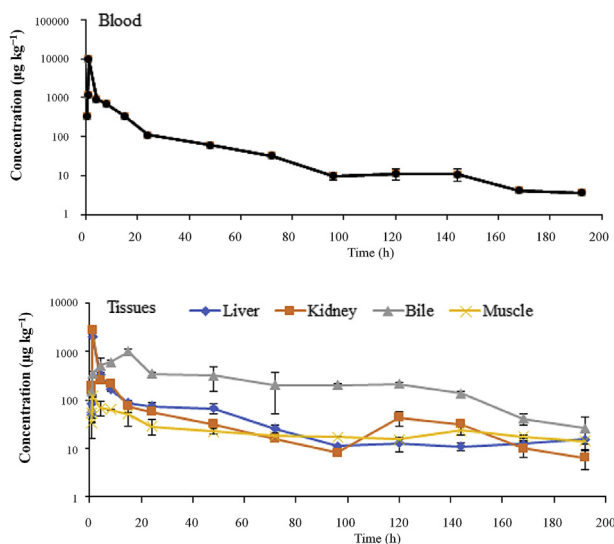 Blood
Concentration (µg kg⁻¹)
100000
10000
1000
100
10
1
0 20 40 60 80 100 120 140 160 180 200
Time (h)
Tissues
Liver Kidney Bile Muscle
Concentration (µg kg⁻¹)
10000
1000
100
10
1
0 20 40 60 80 100 120 140 160 180 200
Time (h)